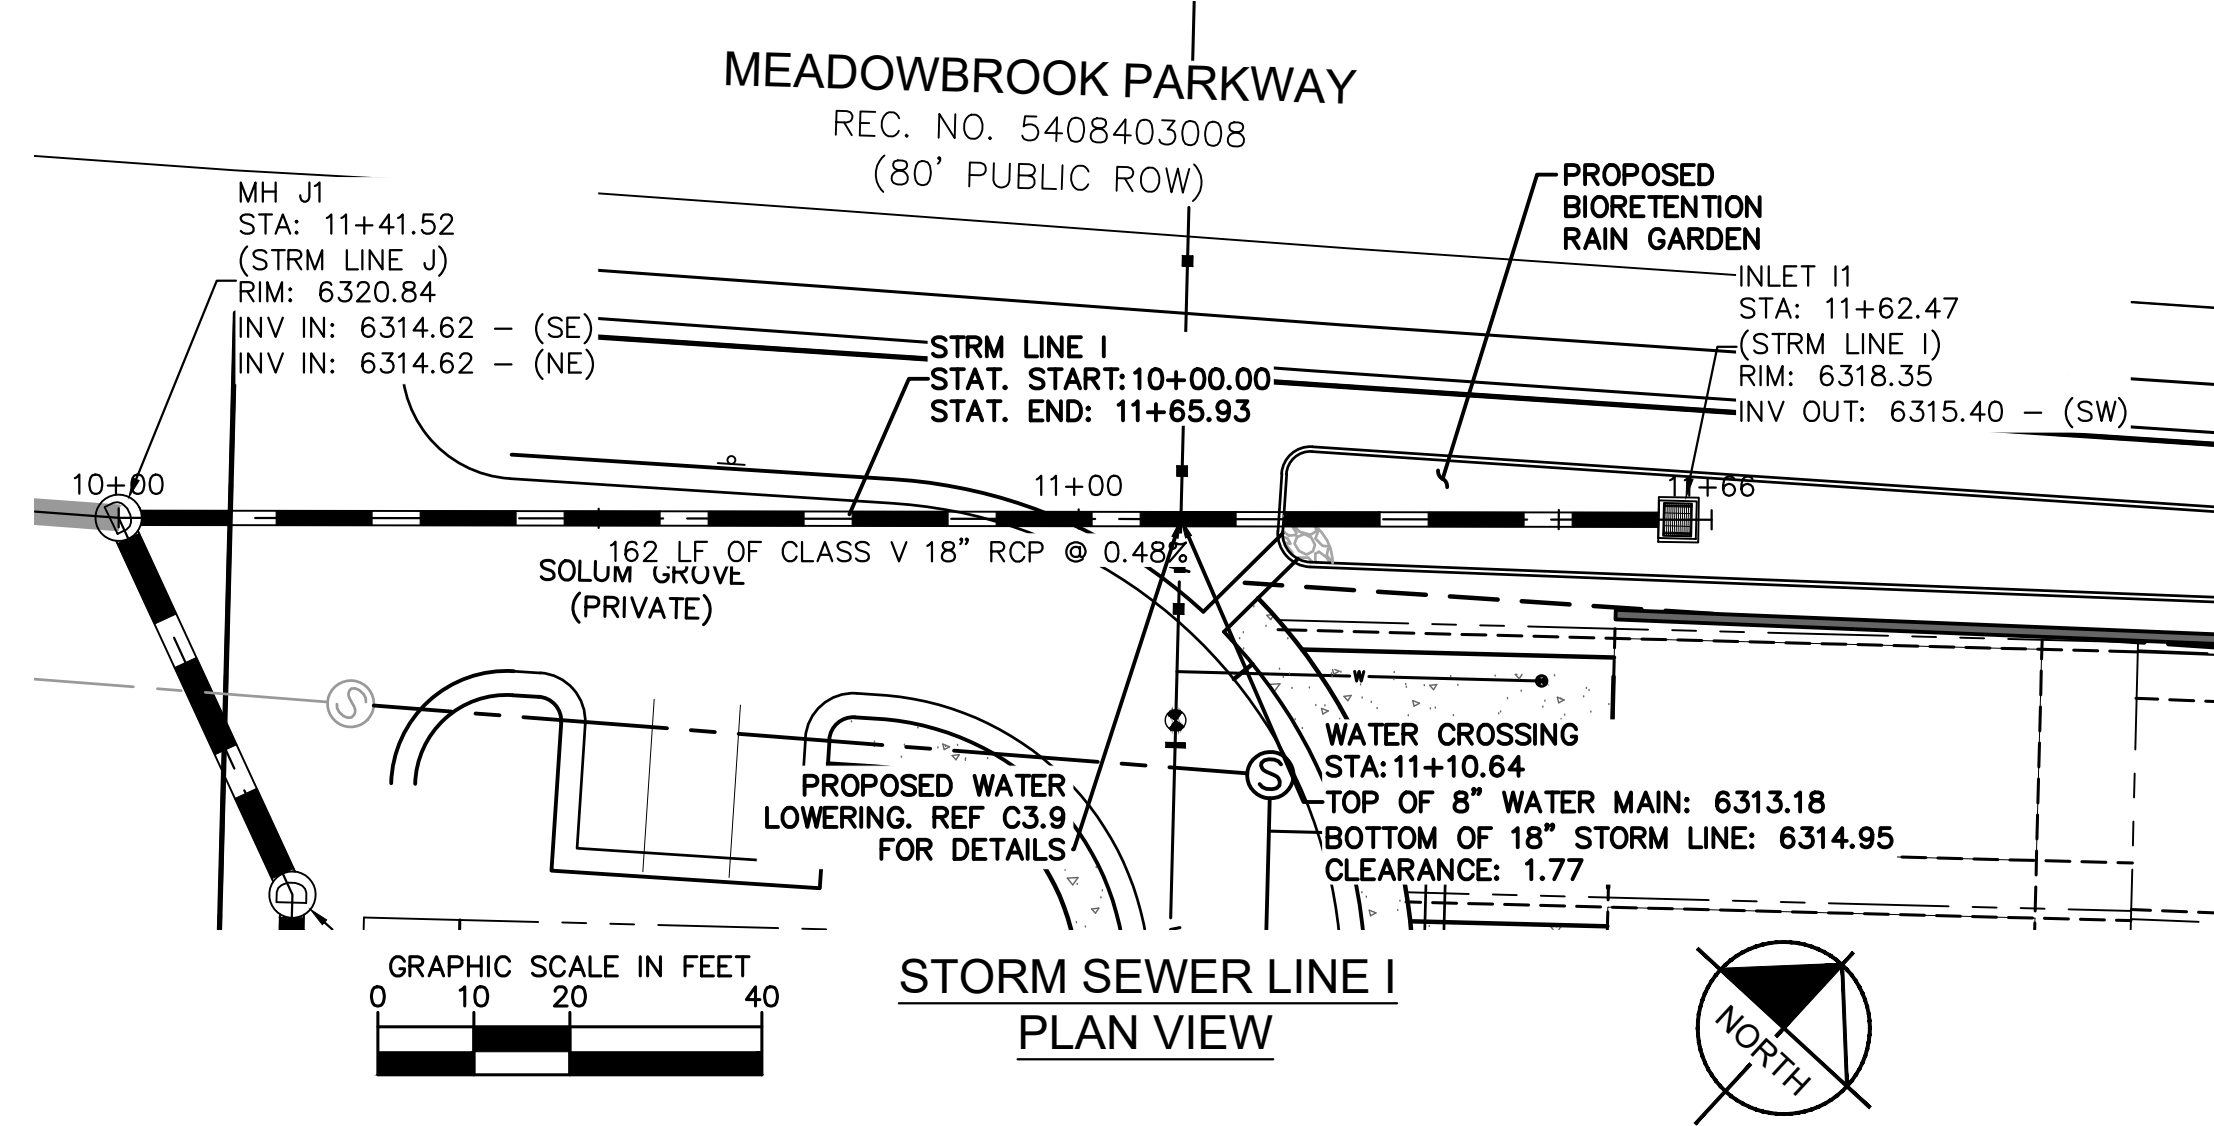 MEADOWBROOK PARKWAY
REC. NO. 5408403008
(80' PUBLIC ROW)
MH J1
STA: 11+41.52
(STRM LINE J)
RIM: 6320.84
INV IN: 6314.62 - (SE)
INV IN: 6314.62 - (NE)
STRM LINE I
STAT. START: 10+00.00
STAT. END: 11+65.93
PROPOSED
BIORETENTION
RAIN GARDEN
INLET I1
STA: 11+62.47
(STRM LINE I)
RIM: 6318.35
INV OUT: 6315.40 - (SW)
10+00
11+00
11+66
D
162 LF OF CLASS V 18" RCP @ 0.48%
SOLUM GROVE
(PRIVATE)
W
S
S
PROPOSED WATER
LOWERING. REF C3.9
FOR DETAILS
WATER CROSSING
STA: 11+10.64
TOP OF 8" WATER MAIN: 6313.18
BOTTOM OF 18" STORM LINE: 6314.95
CLEARANCE: 1.77
D
GRAPHIC SCALE IN FEET
0 10 20 40
STORM SEWER LINE I
PLAN VIEW
NORTH